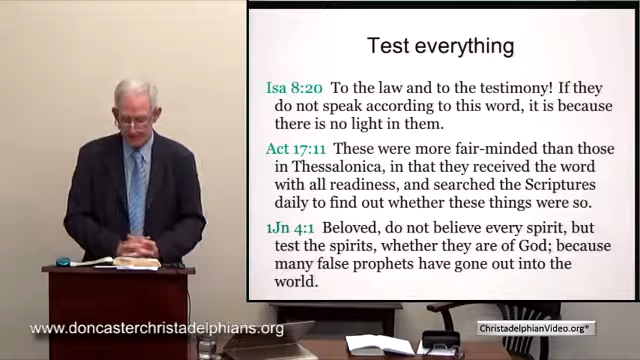 Test everything
Isa 8:20 To the law and to the testimony! If they
do not speak according to this word, it is because
there is no light in them.
Act 17:11 These were more fair-minded than those
in Thessalonica, in that they received the word
with all readiness, and searched the Scriptures
daily to find out whether these things were so.
1Jn 4:1 Beloved, do not believe every spirit, but
test the spirits, whether they are of God; because
many false prophets have gone out into the
world.
www.doncasterchristadelphians.org
ChristadelphianVideo.org*